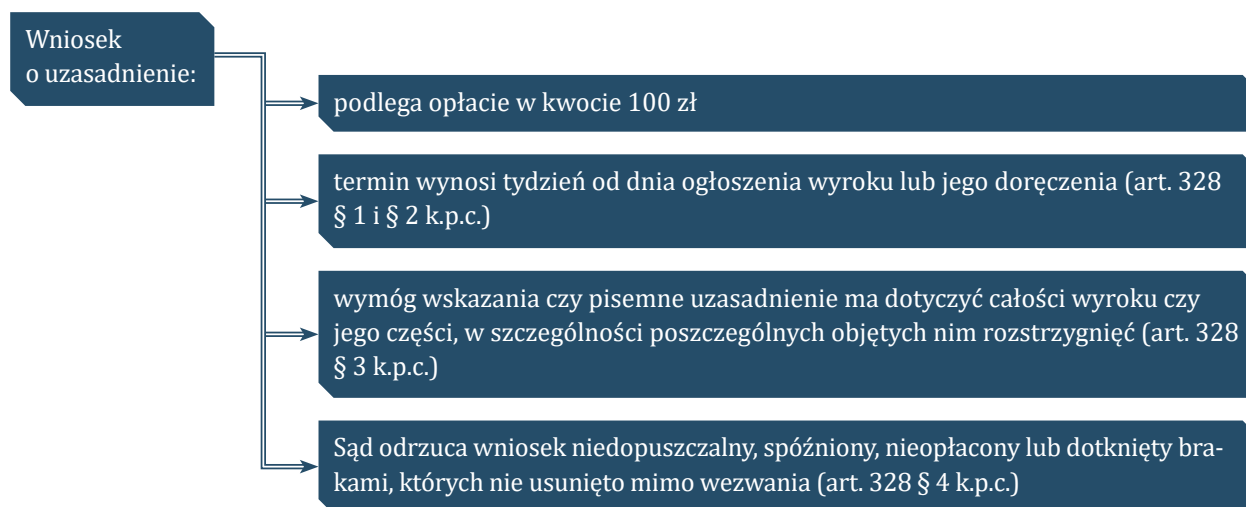 Wniosek
o uzasadnienie:
podlega opłacie w kwocie 100 zł
termin wynosi tydzień od dnia ogłoszenia wyroku lub jego doręczenia (art. 328
§ 1 i § 2 k.p.c.)
wymóg wskazania czy pisemne uzasadnienie ma dotyczyć całości wyroku czy
jego części, w szczególności poszczególnych objętych nim rozstrzygnięć (art. 328
§ 3 k.p.c.)
Sąd odrzuca wniosek niedopuszczalny, spóźniony, nieopłacony lub dotknięty bra-
kami, których nie usunięto mimo wezwania (art. 328 § 4 k.p.c.)